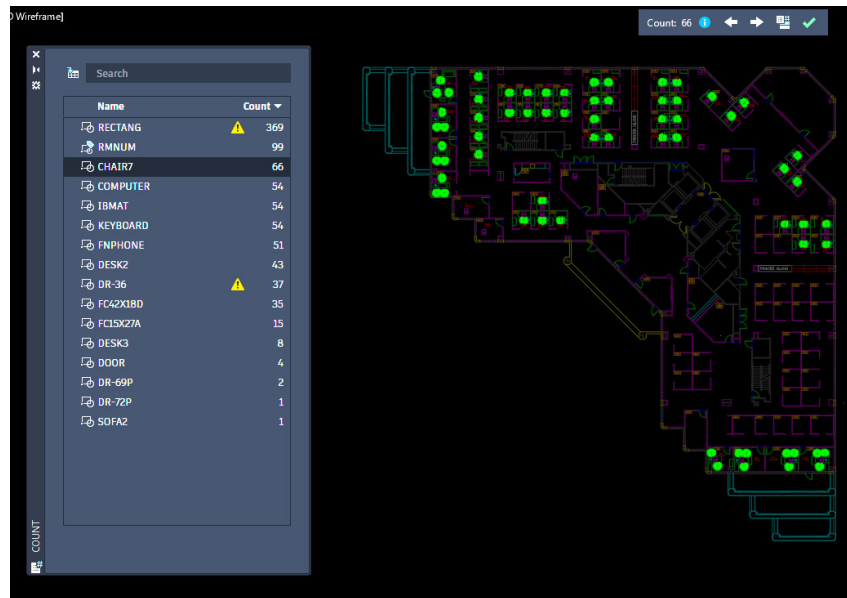 D Wireframe]
Count: 66
Search
Name Count
RECTANG 369
RMNUM 99
CHAIR7 66
COMPUTER 54
IBMAT 54
KEYBOARD 54
FNPHONE 51
DESK2 43
DR-36 37
FC42X18D 35
FC15X27A 15
DESK3 8
DOOR 4
DR-69P 2
DR-72P 1
SOFA2 1
COUNT